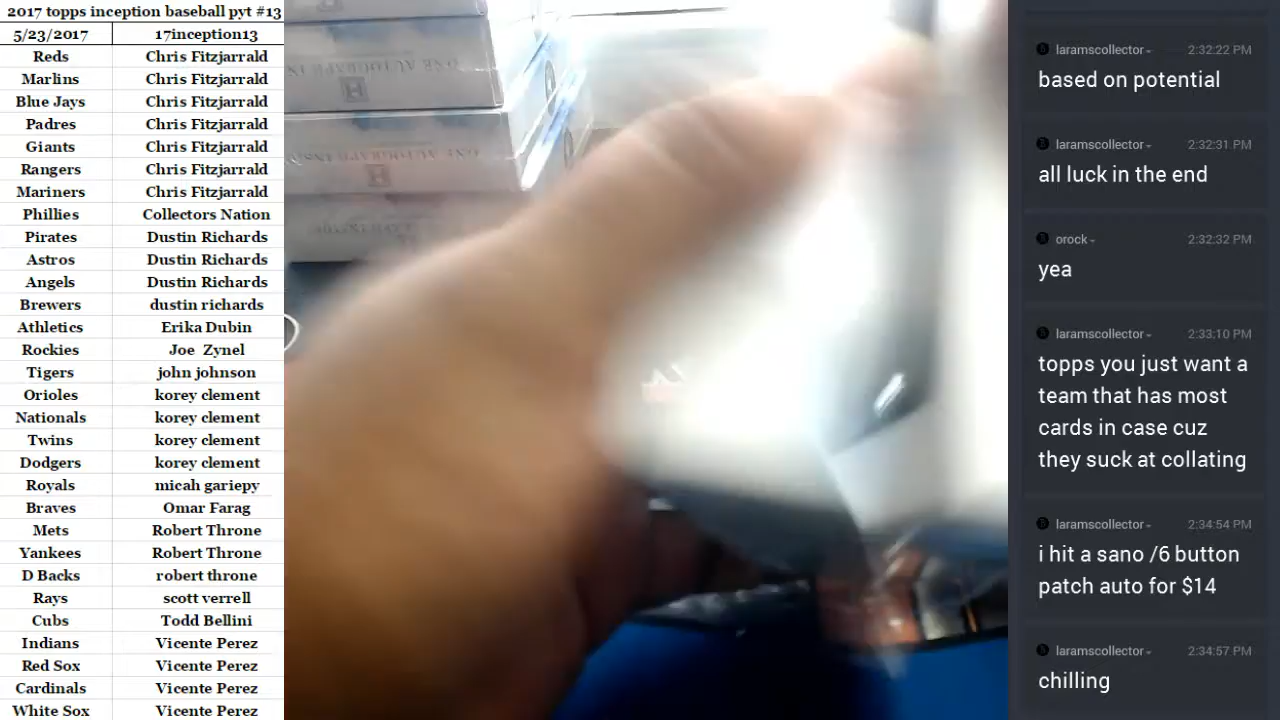 2017 topps inception baseball pyt #13
5/23/2017 17inception13
Reds Chris Fitzjarrald
Marlins Chris Fitzjarrald
Blue Jays Chris Fitzjarrald
Padres Chris Fitzjarrald
Giants Chris Fitzjarrald
Rangers Chris Fitzjarrald
Mariners Chris Fitzjarrald
Phillies Collectors Nation
Pirates Dustin Richards
Astros Dustin Richards
Angels Dustin Richards
Brewers dustin richards
Athletics Erika Dubin
Rockies Joe Zynel
Tigers john johnson
Orioles korey clement
Nationals korey clement
Twins korey clement
Dodgers korey clement
Royals micah gariepy
Braves Omar Farag
Mets Robert Throne
Yankees Robert Throne
D Backs robert throne
Rays scott verrell
Cubs Todd Bellini
Indians Vicente Perez
Red Sox Vicente Perez
Cardinals Vicente Perez
White Sox Vicente Perez
ONE AUTOGRAPH IN
H
ONE AUTOGRAPH INSI
H
laramscollector 2:32:22 PM
based on potential
laramscollector 2:32:31 PM
all luck in the end
orock 2:32:32 PM
yea
laramscollector 2:33:10 PM
topps you just want a
team that has most
cards in case cuz
they suck at collating
laramscollector 2:34:54 PM
i hit a sano /6 button
patch auto for $14
laramscollector 2:34:57 PM
chilling